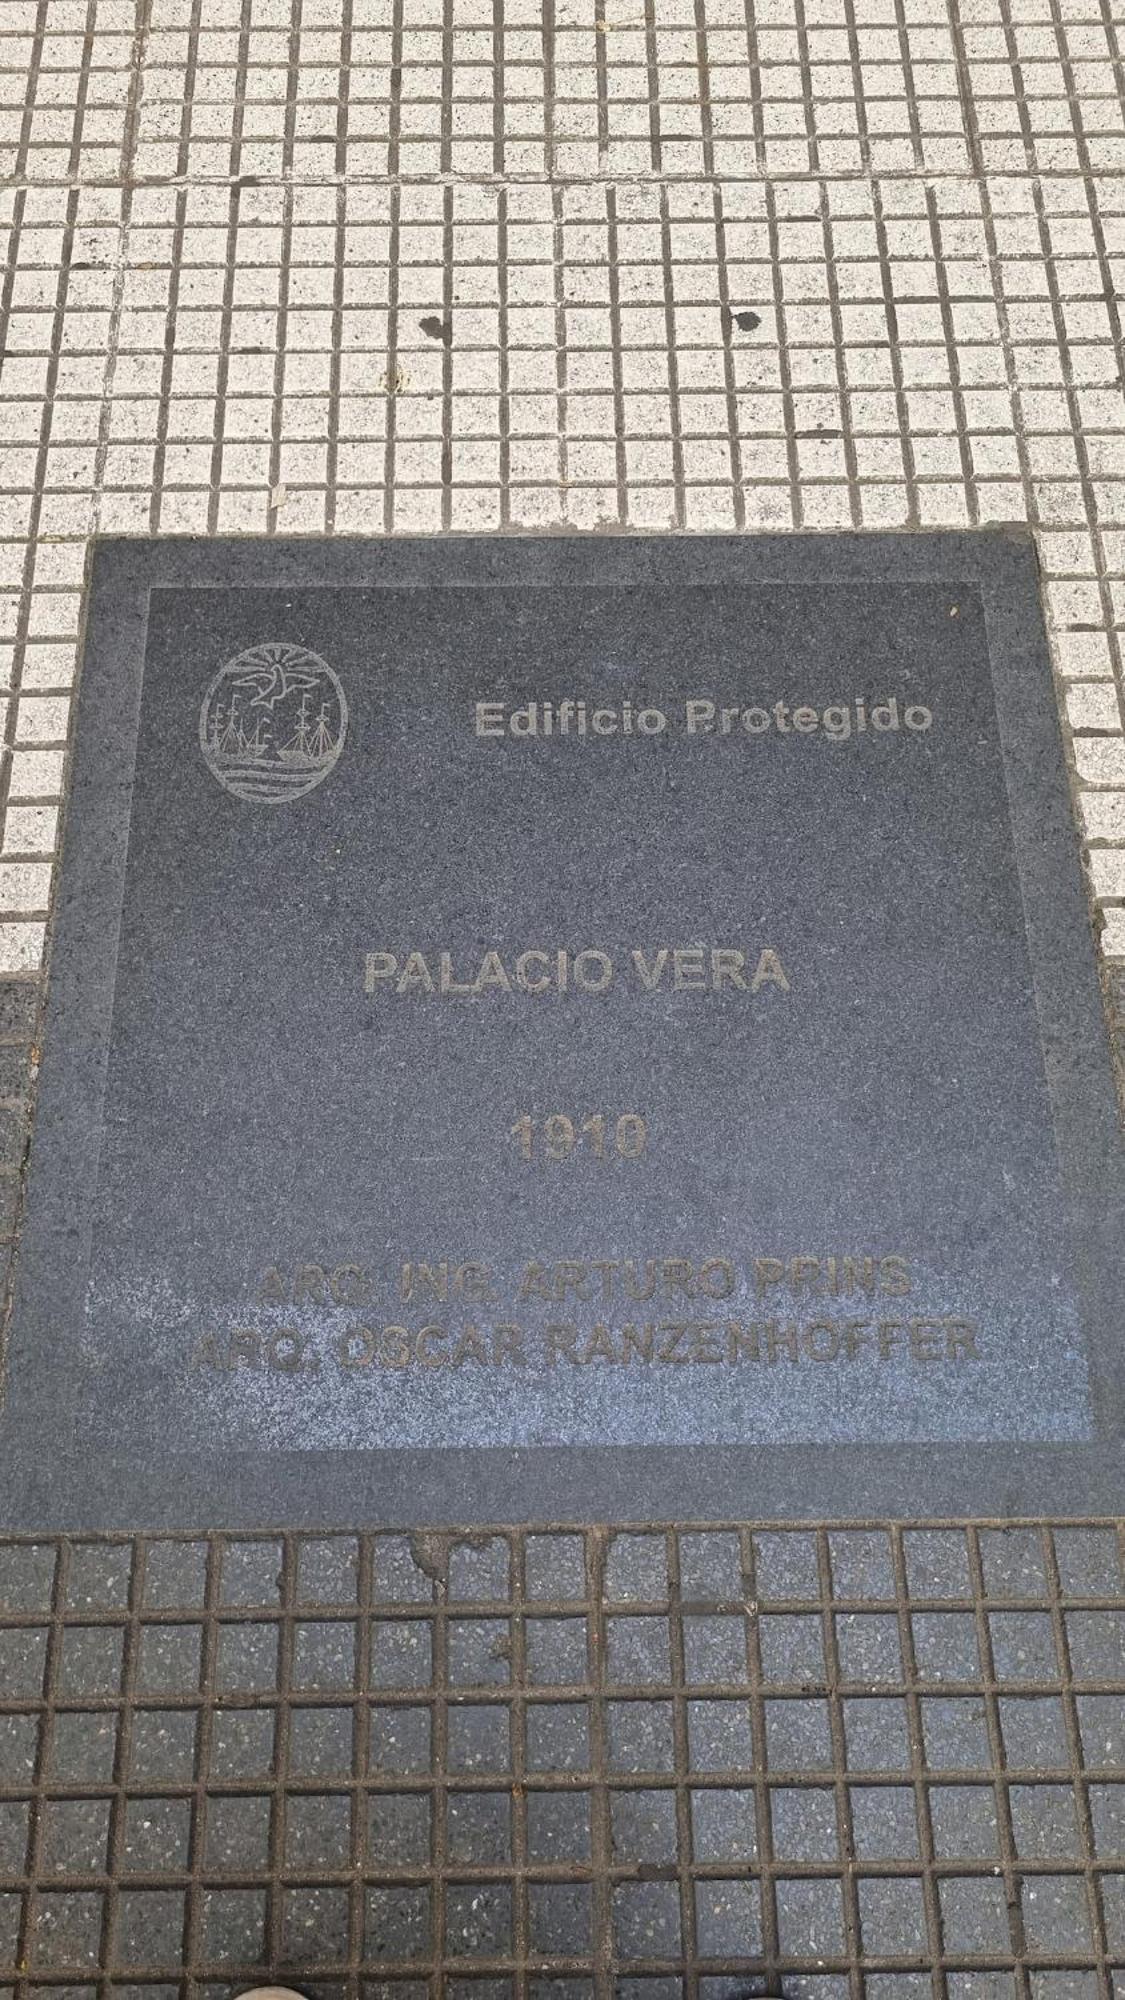 Edificio Protegido
PALACIO VERA
1910
ARQ. ING. ARTURO PRINS
ARQ. OSCAR RANZENHOFFER